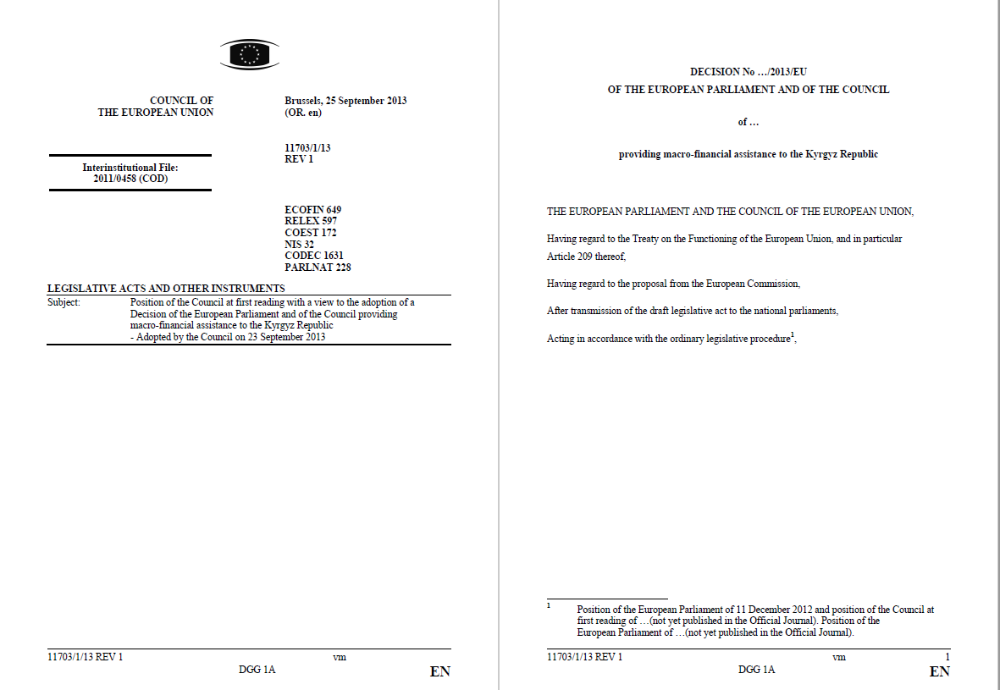 COUNCIL OF
THE EUROPEAN UNION
Brussels, 25 September 2013
(OR. en)
11703/1/13
REV 1
Interinstitutional File:
2011/0458 (COD)
ECOFIN 649
RELEX 597
COEST 172
NIS 32
CODEC 1631
PARLNAT 228
LEGISLATIVE ACTS AND OTHER INSTRUMENTS
Subject: Position of the Council at first reading with a view to the adoption of a
Decision of the European Parliament and of the Council providing
macro-financial assistance to the Kyrgyz Republic
- Adopted by the Council on 23 September 2013
11703/1/13 REV 1 vm
DGG 1A EN
DECISION No …/2013/EU
OF THE EUROPEAN PARLIAMENT AND OF THE COUNCIL
of …
providing macro-financial assistance to the Kyrgyz Republic
THE EUROPEAN PARLIAMENT AND THE COUNCIL OF THE EUROPEAN UNION,
Having regard to the Treaty on the Functioning of the European Union, and in particular
Article 209 thereof,
Having regard to the proposal from the European Commission,
After transmission of the draft legislative act to the national parliaments,
Acting in accordance with the ordinary legislative procedure1,
1 Position of the European Parliament of 11 December 2012 and position of the Council at
first reading of …(not yet published in the Official Journal). Position of the
European Parliament of …(not yet published in the Official Journal).
11703/1/13 REV 1 vm 1
DGG 1A EN